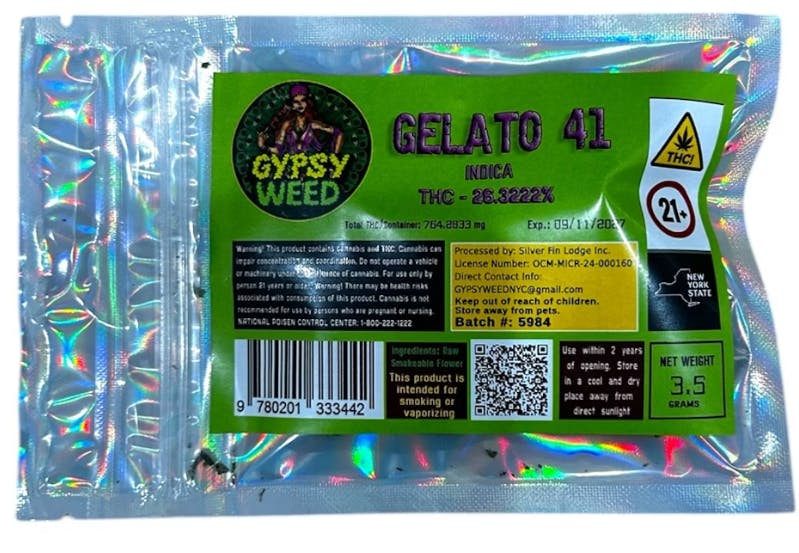 GYPSY
WEED
GELATO 41
INDICA
THC - 26.3222%
Total THC/Container: 764.2833 mg
Exp.: 09/11/2027
THC!
21+
NEW
YORK
STATE
Warning! This product contains cannabis and THC. Cannabis can
impair concentration and coordination. Do not operate a vehicle
or machinery under the influence of cannabis. For use only by
person 21 years or older. Warning! There may be health risks
associated with consumption of this product. Cannabis is not
recommended for use by persons who are pregnant or nursing.
NATIONAL POISEN CONTROL CENTER: 1-800-222-1222
Processed by: Silver Fin Lodge Inc.
License Number: OCM-MICR-24-000160
Direct Contact Info:
GYPSYWEEDNYC@gmail.com
Keep out of reach of children.
Store away from pets.
Batch #: 5984
9 780201 333442
Ingredients: Raw
Smokeable Flower
This product is
intended for
smoking or
vaporizing
Use within 2 years
of opening. Store
in a cool and dry
place away from
direct sunlight
NET WEIGHT
3.5
GRAMS